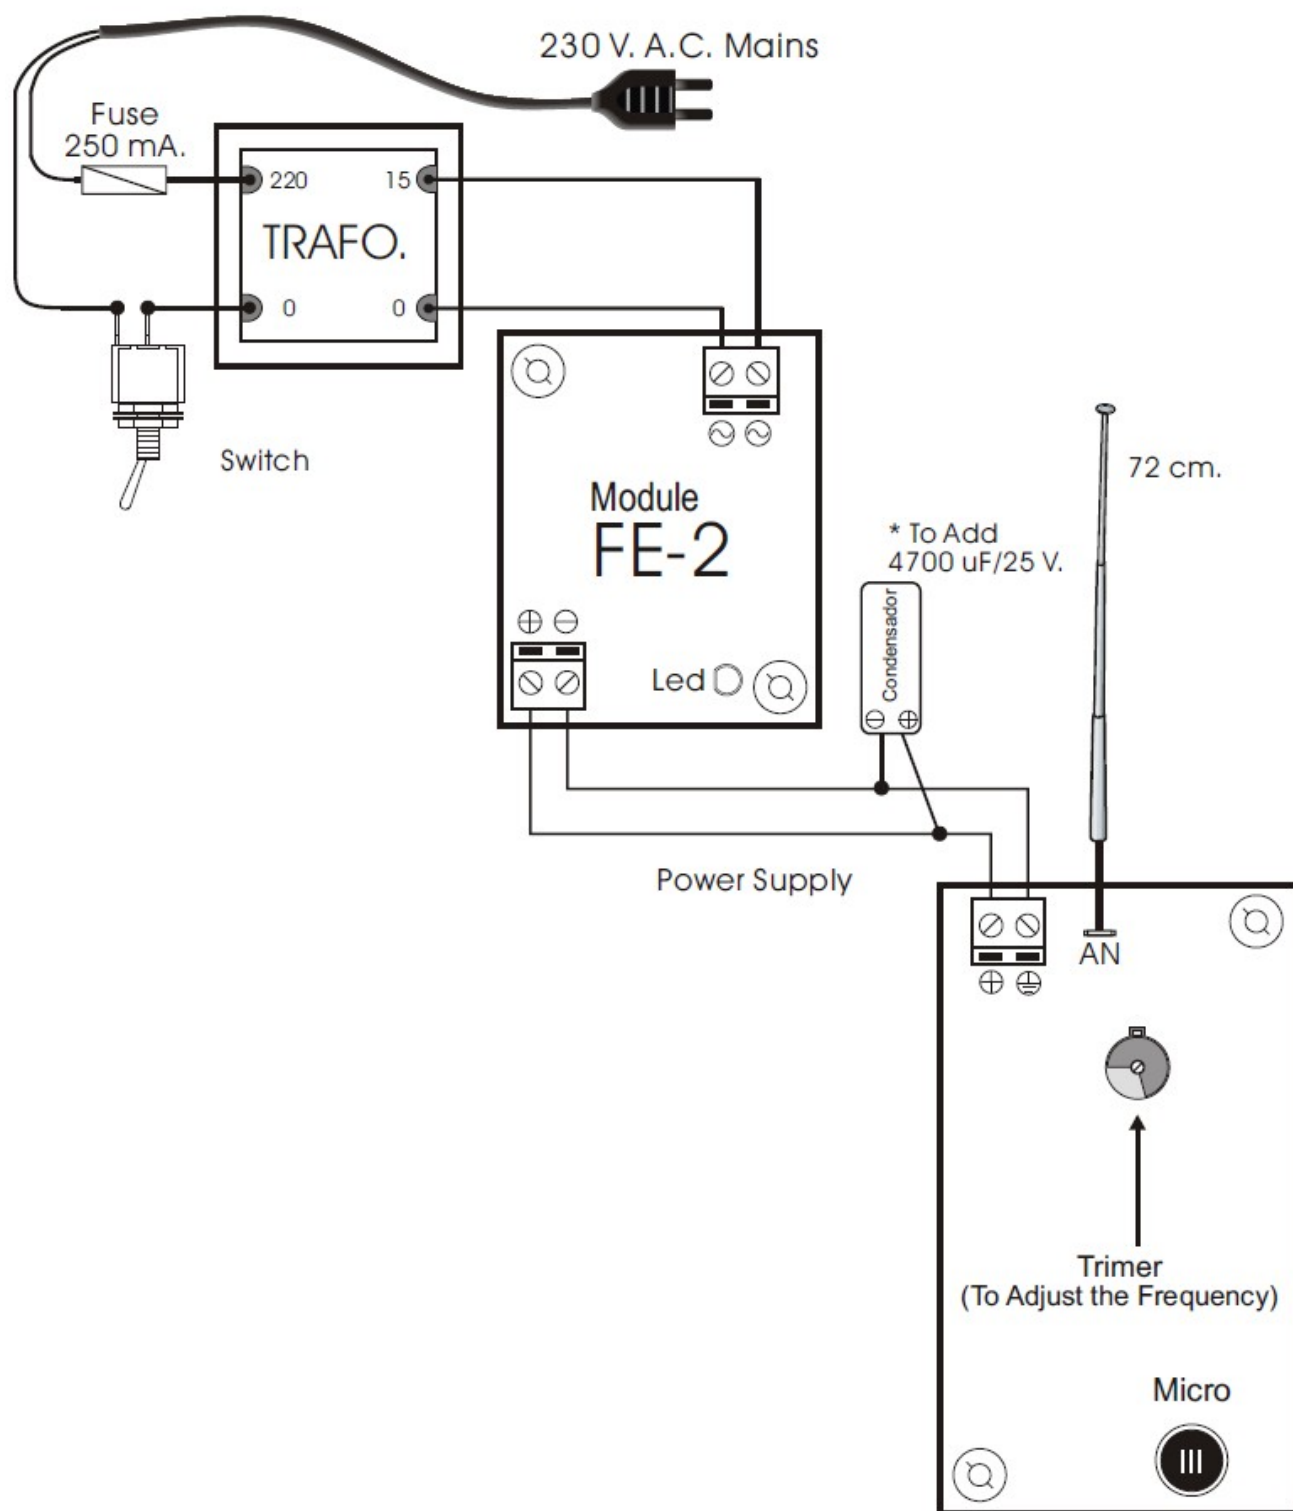 230 V. A.C. Mains
Fuse
250 mA.
220
15
TRAFO.
0
0
Switch
Module
FE-2
Led
* To Add
4700 uF/25 V.
Condensador
72 cm.
Power Supply
AN
Trimer
(To Adjust the Frequency)
Micro